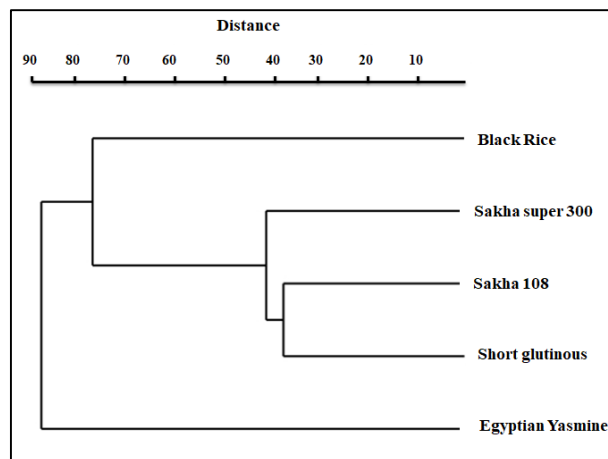 Distance
90 80 70 60 50 40 30 20 10
Black Rice
Sakha super 300
Sakha 108
Short glutinous
Egyptian Yasmine